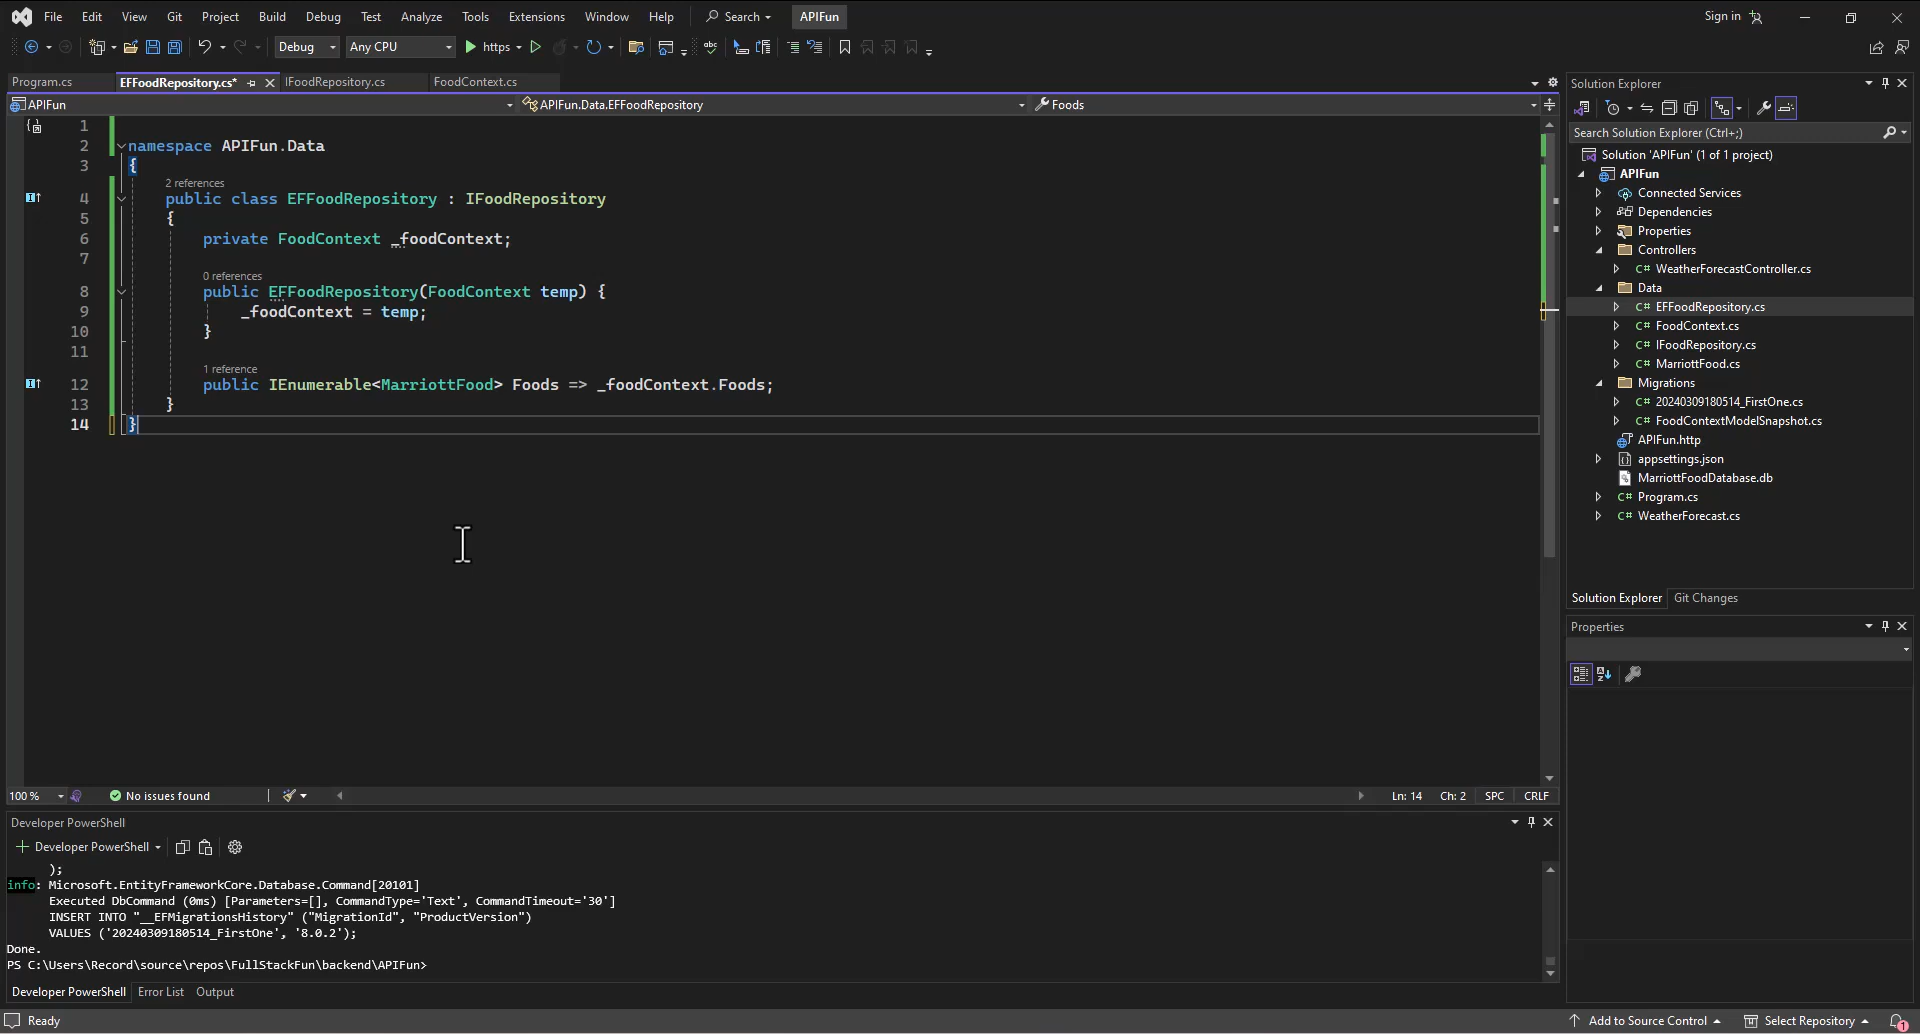 File Edit View Git Project Build Debug Test Analyze Tools Extensions Window Help Search APIFun Sign in
Debug Any CPU https
Program.cs EFFoodRepository.cs* IFoodRepository.cs FoodContext.cs
APIFun APIFun.Data.EFFoodRepository Foods
1
2 namespace APIFun.Data
3 {
2 references
4 public class EFFoodRepository : IFoodRepository
5 {
6 private FoodContext _foodContext;
7
0 references
8 public EFFoodRepository(FoodContext temp) {
9 _foodContext = temp;
10 }
11
1 reference
12 public IEnumerable<MarriottFood> Foods => _foodContext.Foods;
13 }
14 }
100 % No issues found Ln: 14 Ch: 2 SPC CRLF
Developer PowerShell
Developer PowerShell
);
info: Microsoft.EntityFrameworkCore.Database.Command[20101]
Executed DbCommand (0ms) [Parameters=[], CommandType='Text', CommandTimeout='30']
INSERT INTO "__EFMigrationsHistory" ("MigrationId", "ProductVersion")
VALUES ('20240309180514_FirstOne', '8.0.2');
Done.
PS C:\Users\Record\source\repos\FullStackFun\backend\APIFun>
Developer PowerShell Error List Output
Solution Explorer
Search Solution Explorer (Ctrl+;)
Solution 'APIFun' (1 of 1 project)
APIFun
Connected Services
Dependencies
Properties
Controllers
C# WeatherForecastController.cs
Data
C# EFFoodRepository.cs
C# FoodContext.cs
C# IFoodRepository.cs
C# MarriottFood.cs
Migrations
C# 20240309180514_FirstOne.cs
C# FoodContextModelSnapshot.cs
APIFun.http
appsettings.json
MarriottFoodDatabase.db
C# Program.cs
C# WeatherForecast.cs
Solution Explorer Git Changes
Properties
Ready Add to Source Control Select Repository 1